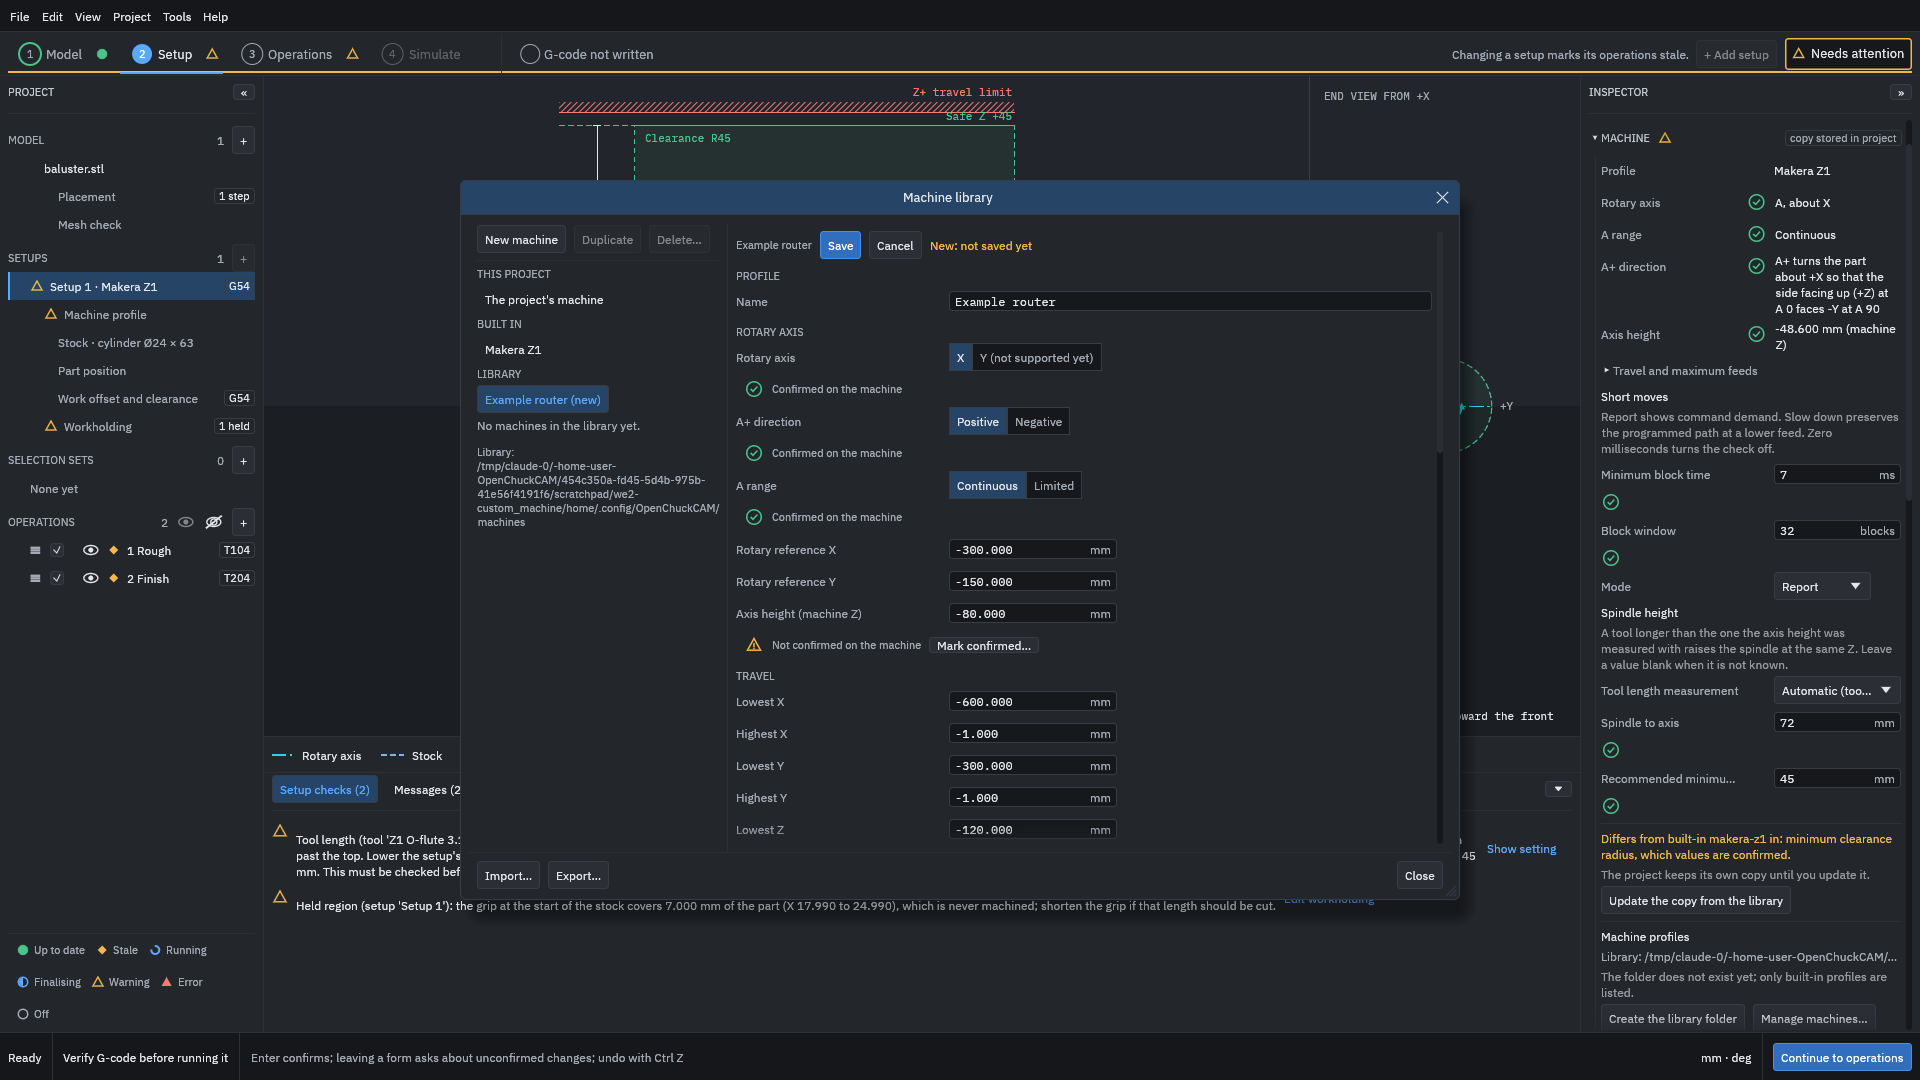 File Edit View Project Tools Help
1 Model 2 Setup 3 Operations 4 Simulate G-code not written Changing a setup marks its operations stale. + Add setup Needs attention
PROJECT «
MODEL 1 +
baluster.stl
Placement 1 step
Mesh check
SETUPS 1 +
Setup 1 · Makera Z1 G54
Machine profile
Stock · cylinder Ø24 × 63
Part position
Work offset and clearance G54
Workholding 1 held
SELECTION SETS 0 +
None yet
OPERATIONS 2 +
1 Rough T104
2 Finish T204
Up to date Stale Running
Finalising Warning Error
Off
Z+ travel limit
Safe Z +45
Clearance R45
END VIEW FROM +X
+Y
ward the front
Rotary axis Stock
Setup checks (2) Messages (2
Tool length (tool 'Z1 O-flute 3.
past the top. Lower the setup's
mm. This must be checked bef
45 Show setting
Held region (setup 'Setup 1'): the grip at the start of the stock covers 7.000 mm of the part (X 17.990 to 24.990), which is never machined; shorten the grip if that length should be cut. Edit workholding
Machine library
New machine Duplicate Delete...
THIS PROJECT
The project's machine
BUILT IN
Makera Z1
LIBRARY
Example router (new)
No machines in the library yet.
Library:
/tmp/claude-0/-home-user-
OpenChuckCAM/454c350a-fd45-5d4b-975b-
41e56f4191f6/scratchpad/we2-
custom_machine/home/.config/OpenChuckCAM/
machines
Example router Save Cancel New: not saved yet
PROFILE
Name Example router
ROTARY AXIS
Rotary axis X Y (not supported yet)
Confirmed on the machine
A+ direction Positive Negative
Confirmed on the machine
A range Continuous Limited
Confirmed on the machine
Rotary reference X -300.000 mm
Rotary reference Y -150.000 mm
Axis height (machine Z) -80.000 mm
Not confirmed on the machine Mark confirmed...
TRAVEL
Lowest X -600.000 mm
Highest X -1.000 mm
Lowest Y -300.000 mm
Highest Y -1.000 mm
Lowest Z -120.000 mm
Import... Export... Close
INSPECTOR »
MACHINE copy stored in project
Profile Makera Z1
Rotary axis A, about X
A range Continuous
A+ direction A+ turns the part
about +X so that the
side facing up (+Z) at
A 0 faces -Y at A 90
Axis height -48.600 mm (machine
Z)
Travel and maximum feeds
Short moves
Report shows command demand. Slow down preserves
the programmed path at a lower feed. Zero
milliseconds turns the check off.
Minimum block time 7 ms
Block window 32 blocks
Mode Report
Spindle height
A tool longer than the one the axis height was
measured with raises the spindle at the same Z. Leave
a value blank when it is not known.
Tool length measurement Automatic (too...
Spindle to axis 72 mm
Recommended minimu... 45 mm
Differs from built-in makera-z1 in: minimum clearance
radius, which values are confirmed.
The project keeps its own copy until you update it.
Update the copy from the library
Machine profiles
Library: /tmp/claude-0/-home-user-OpenChuckCAM/...
The folder does not exist yet; only built-in profiles are
listed.
Create the library folder Manage machines...
Ready Verify G-code before running it Enter confirms; leaving a form asks about unconfirmed changes; undo with Ctrl Z mm · deg Continue to operations